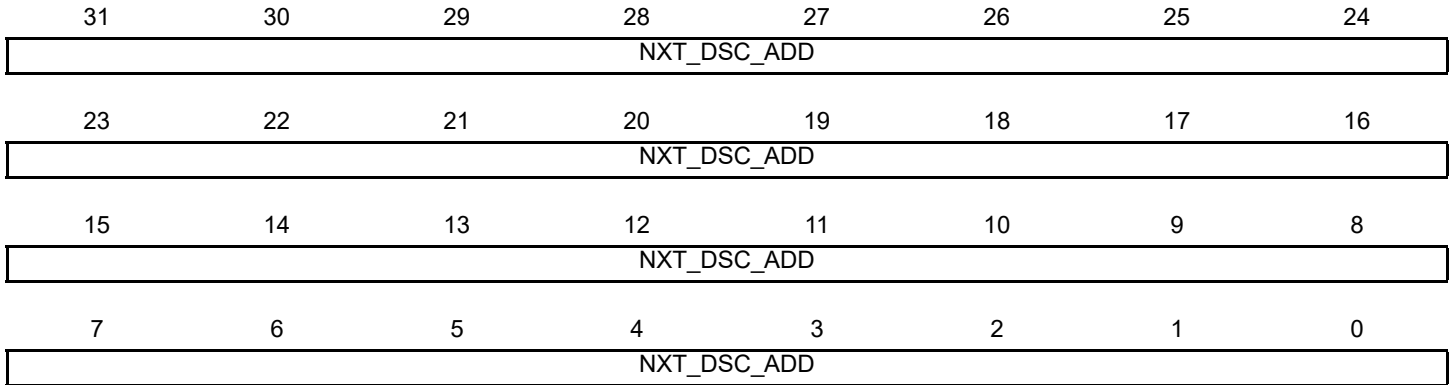 31 30 29 28 27 26 25 24
NXT_DSC_ADD
23 22 21 20 19 18 17 16
NXT_DSC_ADD
15 14 13 12 11 10 9 8
NXT_DSC_ADD
7 6 5 4 3 2 1 0
NXT_DSC_ADD